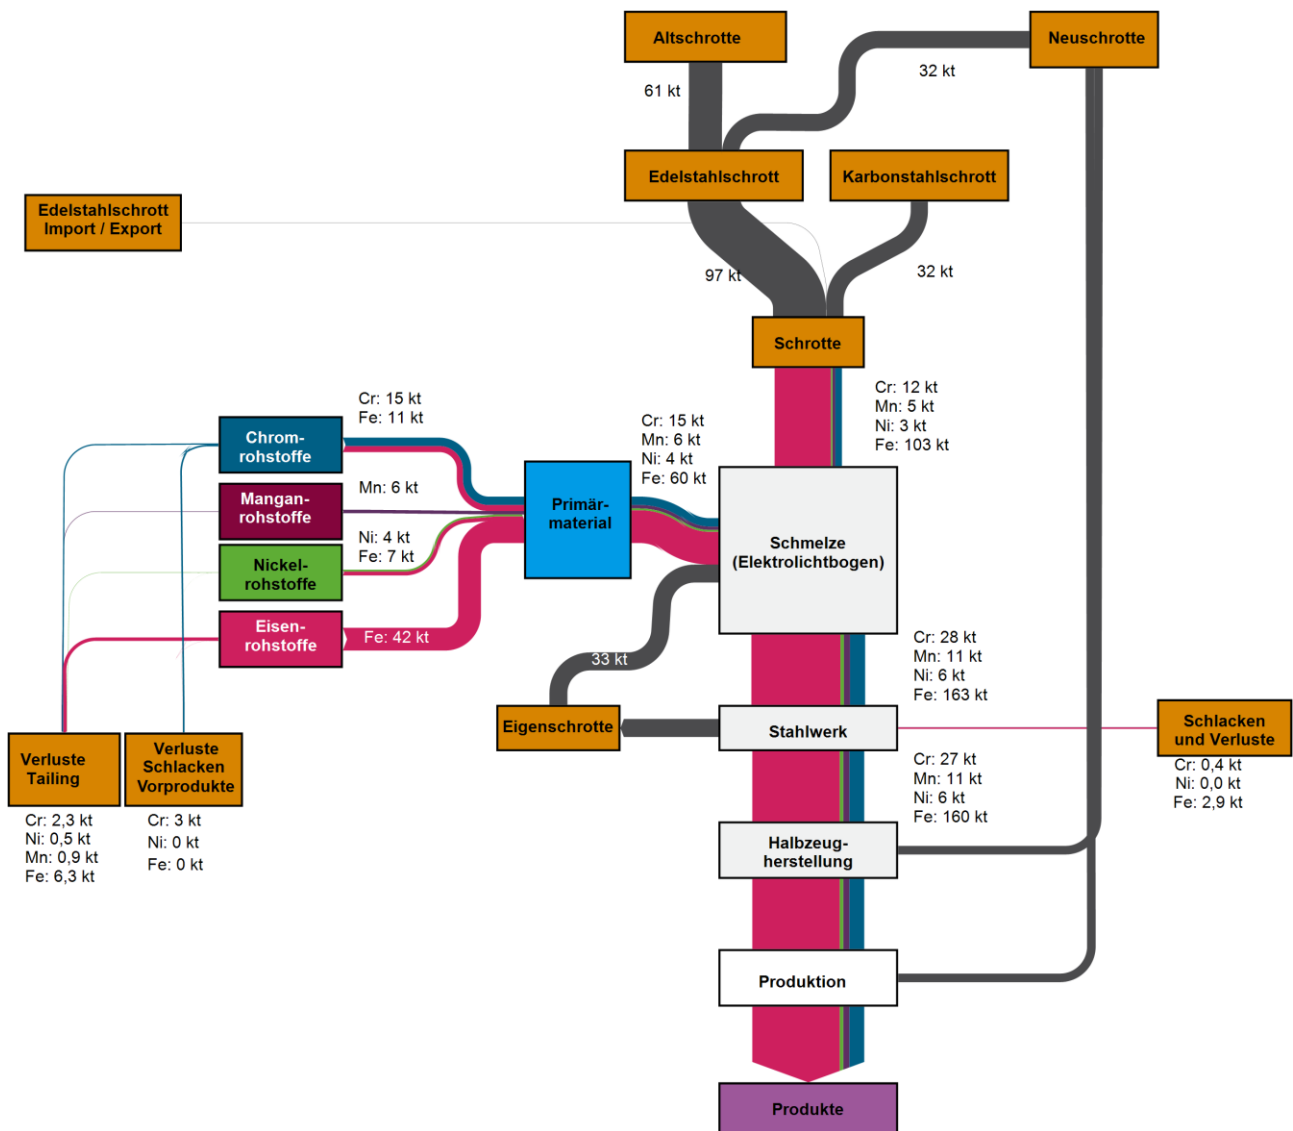 Altschrotte
Neuschrotte
61 kt
32 kt
Edelstahlschrott
Karbonstahlschrott
Edelstahlschrott
Import / Export
97 kt
32 kt
Schrotte
Cr: 12 kt
Mn: 5 kt
Ni: 3 kt
Fe: 103 kt
Cr: 15 kt
Fe: 11 kt
Chrom-
rohstoffe
Cr: 15 kt
Mn: 6 kt
Ni: 4 kt
Fe: 60 kt
Mn: 6 kt
Mangan-
rohstoffe
Primär-
material
Ni: 4 kt
Fe: 7 kt
Nickel-
rohstoffe
Schmelze
(Elektrolichtbogen)
Eisen-
rohstoffe
Fe: 42 kt
33 kt
Cr: 28 kt
Mn: 11 kt
Ni: 6 kt
Fe: 163 kt
Eigenschrotte
Stahlwerk
Schlacken
und Verluste
Cr: 0,4 kt
Ni: 0,0 kt
Fe: 2,9 kt
Verluste
Tailing
Verluste
Schlacken
Vorprodukte
Cr: 27 kt
Mn: 11 kt
Ni: 6 kt
Fe: 160 kt
Cr: 2,3 kt
Ni: 0,5 kt
Mn: 0,9 kt
Fe: 6,3 kt
Cr: 3 kt
Ni: 0 kt
Fe: 0 kt
Halbzeug-
herstellung
Produktion
Produkte